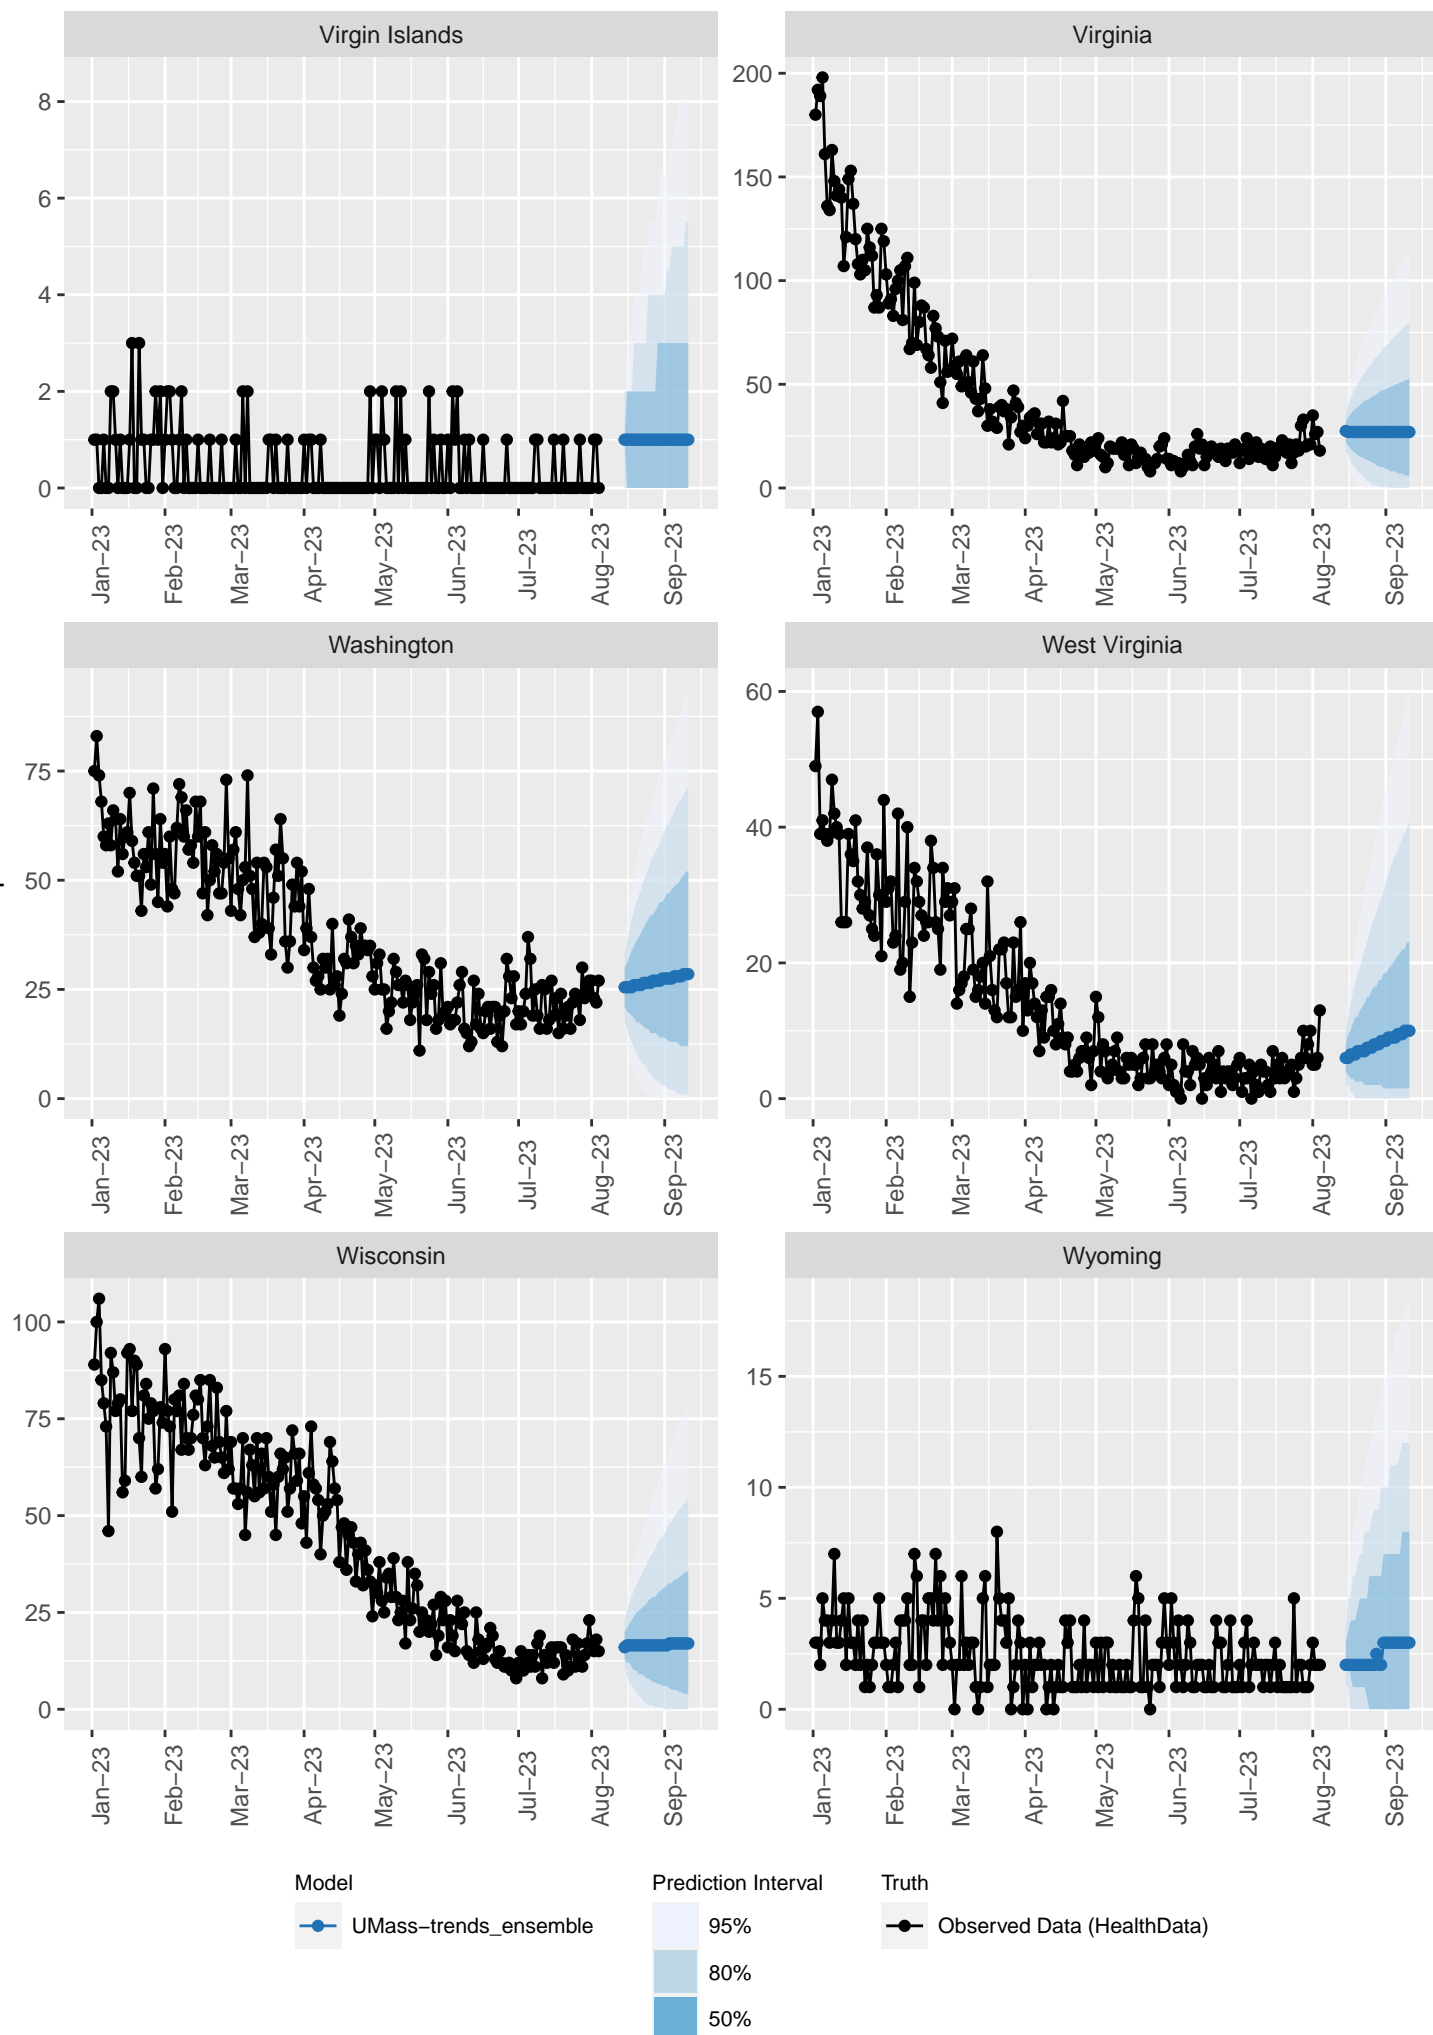 Virgin Islands
Virginia
8
6
4
2
0
200
150
100
50
0
Jan−23
Feb−23
Mar−23
Apr−23
May−23
Jun−23
Jul−23
Aug−23
Sep−23
Jan−23
Feb−23
Mar−23
Apr−23
May−23
Jun−23
Jul−23
Aug−23
Sep−23
Washington
West Virginia
75
50
25
0
60
40
20
0
Jan−23
Feb−23
Mar−23
Apr−23
May−23
Jun−23
Jul−23
Aug−23
Sep−23
Jan−23
Feb−23
Mar−23
Apr−23
May−23
Jun−23
Jul−23
Aug−23
Sep−23
Wisconsin
Wyoming
100
75
50
25
0
15
10
5
0
Jan−23
Feb−23
Mar−23
Apr−23
May−23
Jun−23
Jul−23
Aug−23
Sep−23
Jan−23
Feb−23
Mar−23
Apr−23
May−23
Jun−23
Jul−23
Aug−23
Sep−23
Model
UMass−trends_ensemble
Prediction Interval
95%
80%
50%
Truth
Observed Data (HealthData)